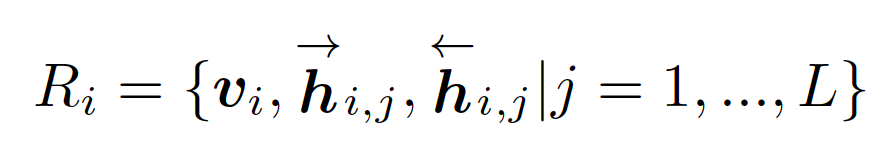 $R_i = \{\boldsymbol{v}_i, \overrightarrow{\boldsymbol{h}}_{i,j}, \overleftarrow{\boldsymbol{h}}_{i,j} | j = 1, ..., L\}$